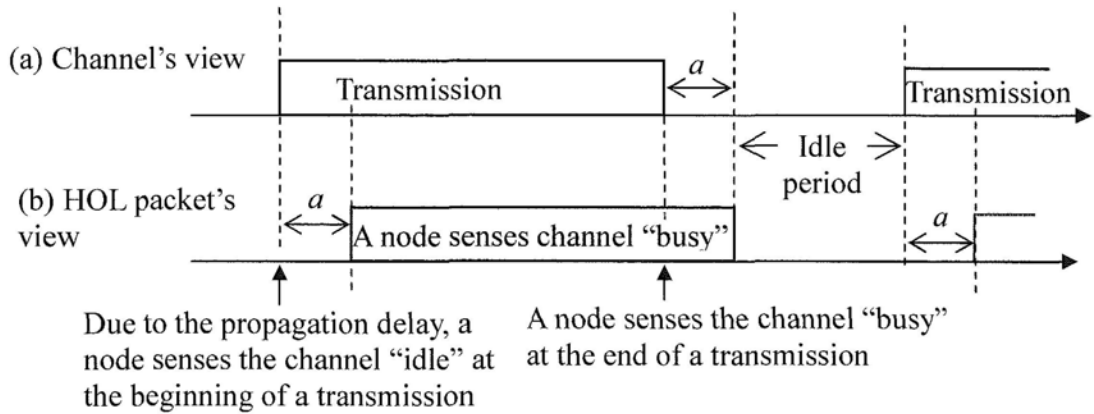 (a) Channel's view
Transmission
a
Transmission
Idle
period
(b) HOL packet's
view
a
A node senses channel "busy"
a
Due to the propagation delay, a
node senses the channel "idle" at
the beginning of a transmission
A node senses the channel "busy"
at the end of a transmission